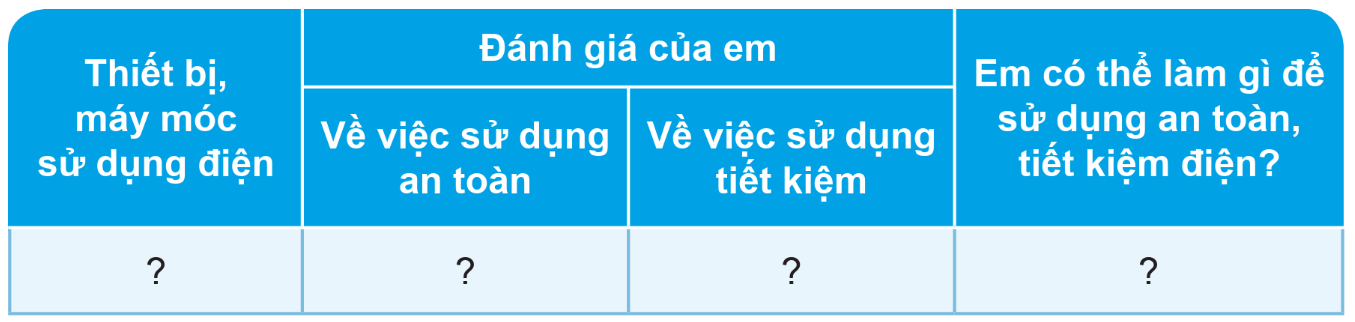 Thiết bị,
máy móc
sử dụng điện
Đánh giá của em
Về việc sử dụng
an toàn
Về việc sử dụng
tiết kiệm
Em có thể làm gì để
sử dụng an toàn,
tiết kiệm điện?
?
?
?
?